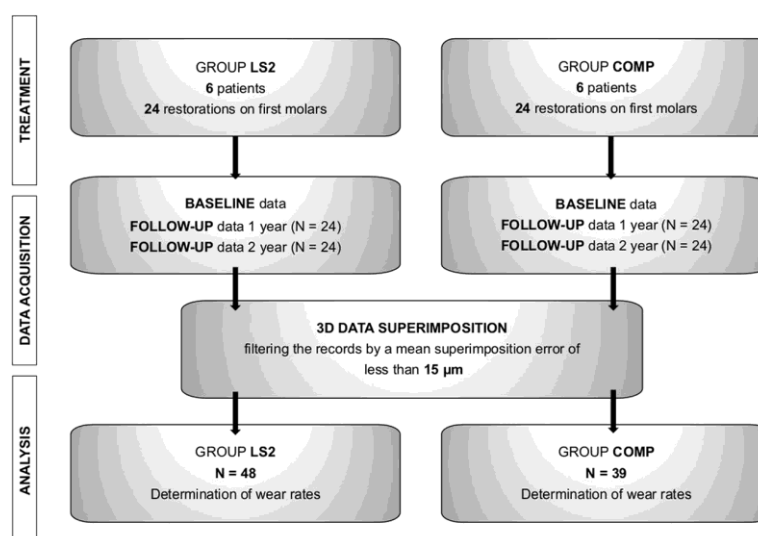 TREATMENT
GROUP LS2
6 patients
24 restorations on first molars
GROUP COMP
6 patients
24 restorations on first molars
DATA ACQUISITION
BASELINE data
FOLLOW-UP data 1 year (N = 24)
FOLLOW-UP data 2 year (N = 24)
BASELINE data
FOLLOW-UP data 1 year (N = 24)
FOLLOW-UP data 2 year (N = 24)
3D DATA SUPERIMPOSITION
filtering the records by a mean superimposition error of
less than 15 µm
ANALYSIS
GROUP LS2
N = 48
Determination of wear rates
GROUP COMP
N = 39
Determination of wear rates